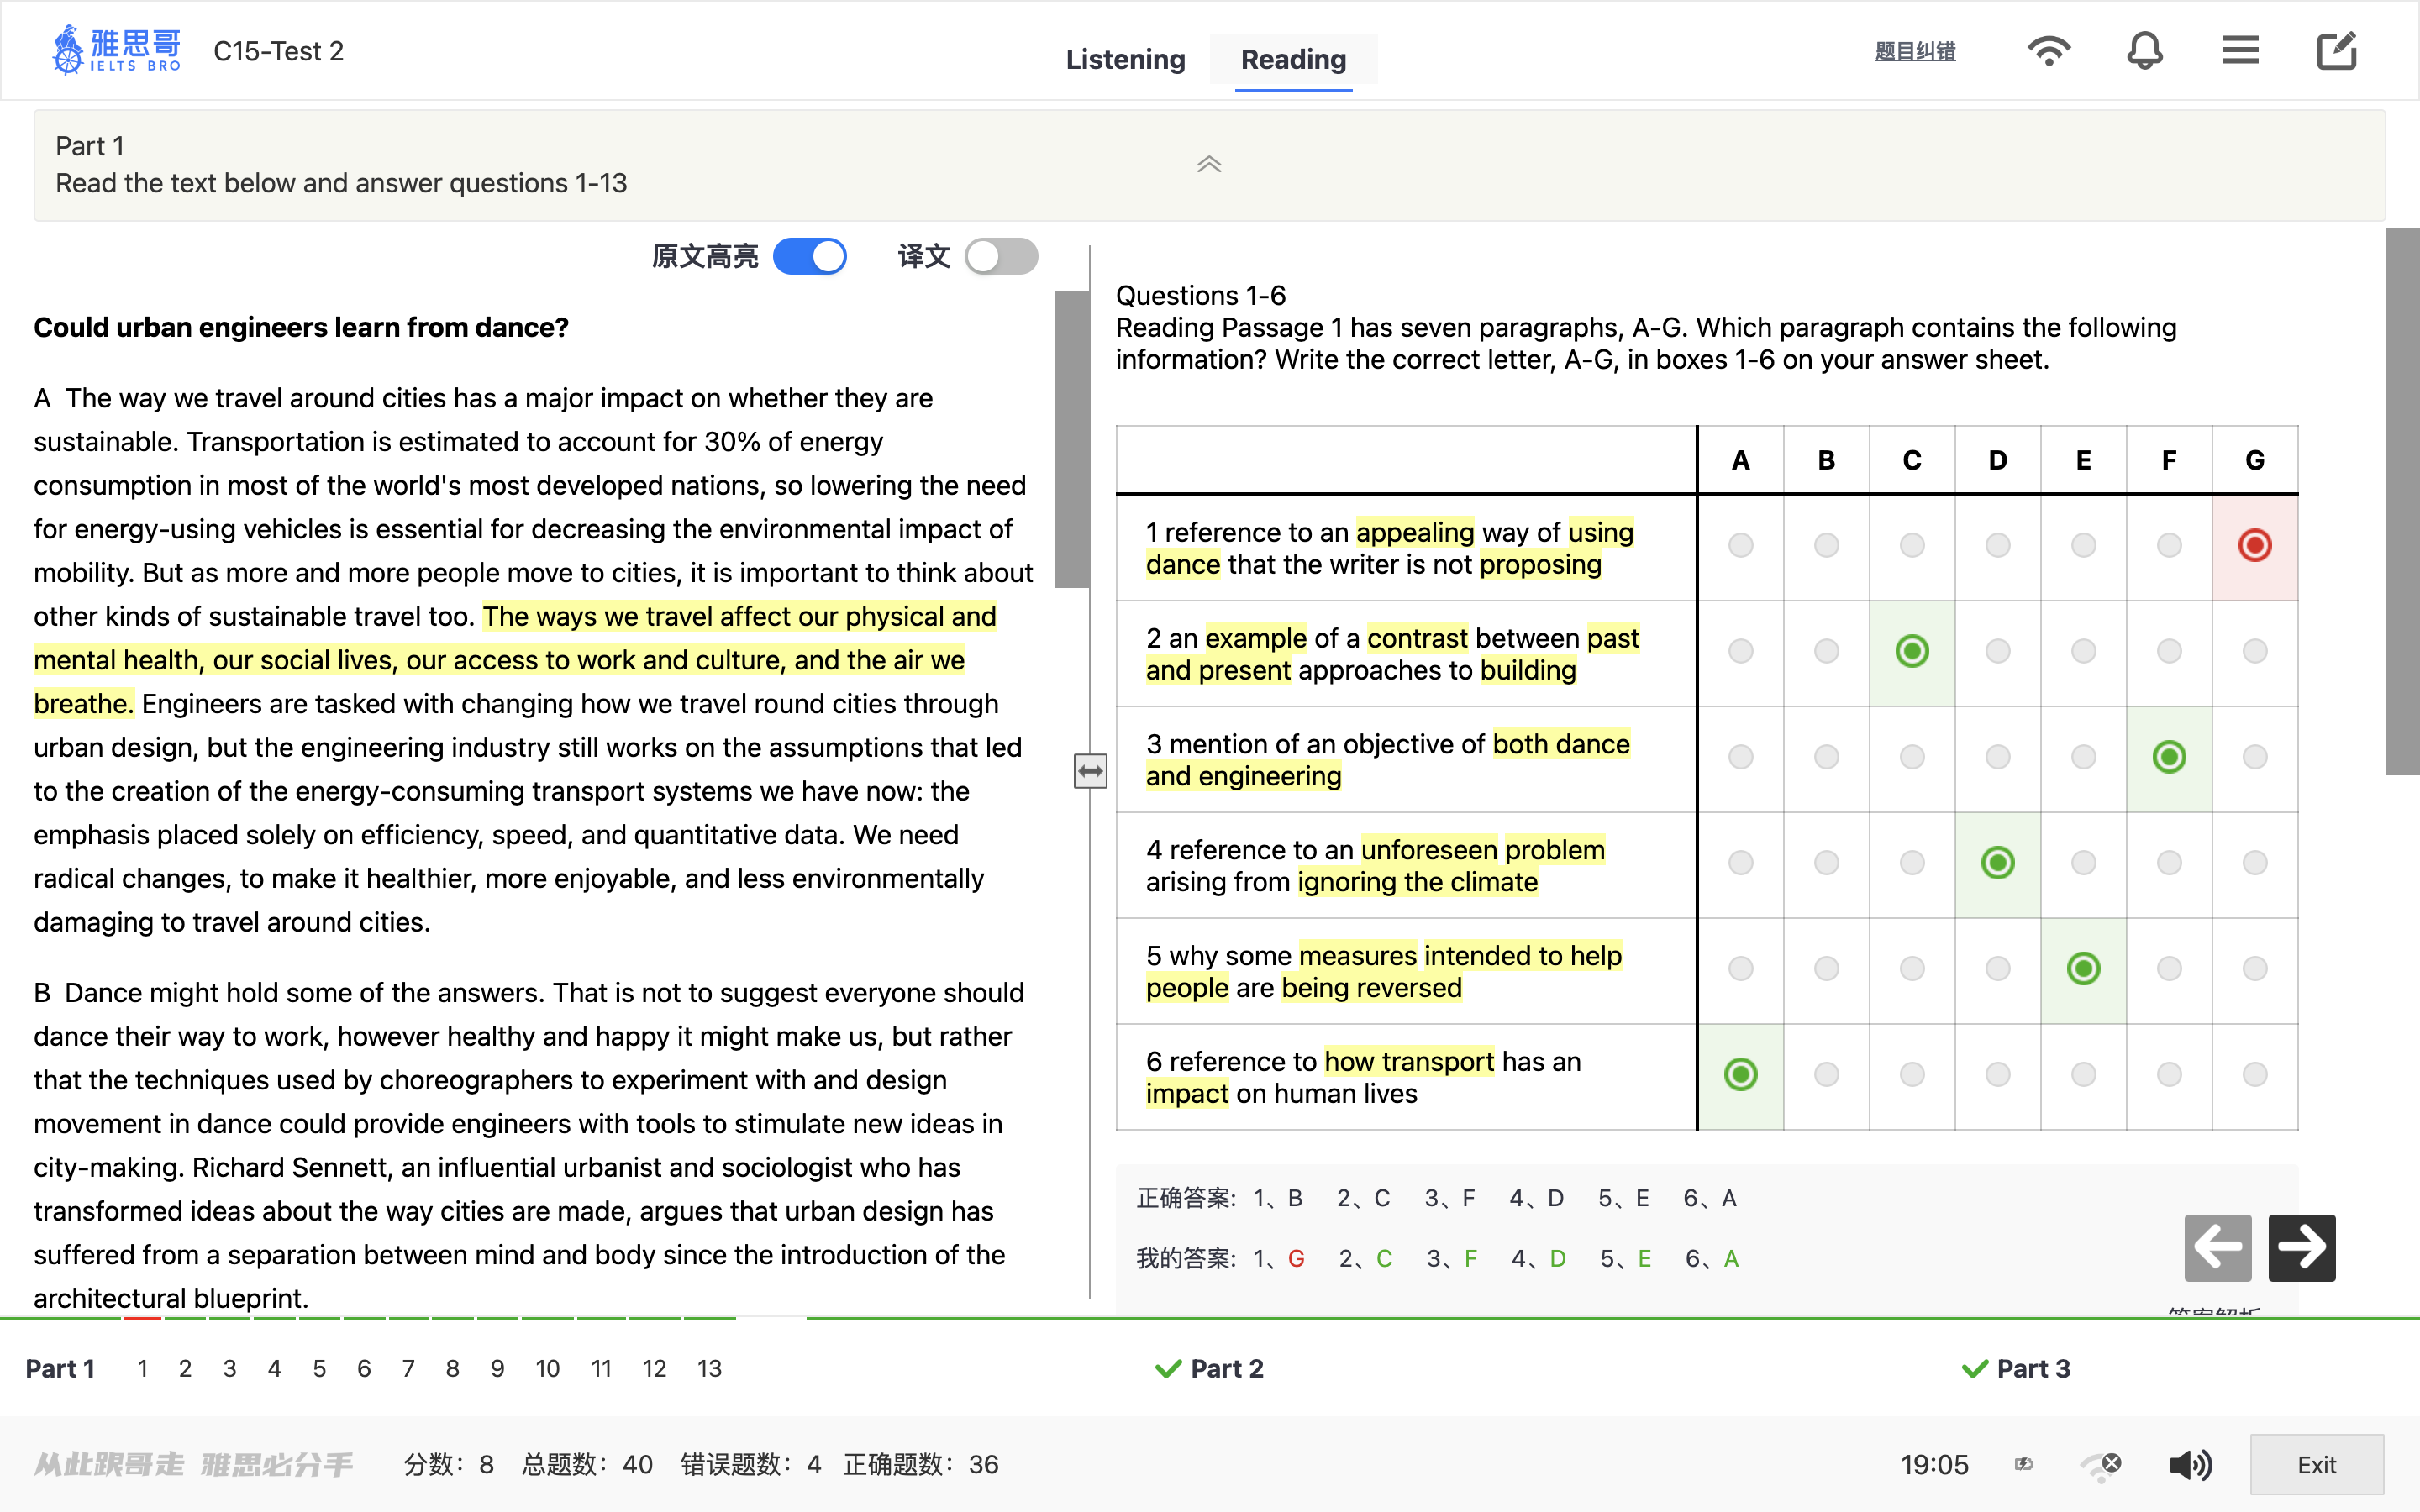 雅思哥
IELTS BRO
C15-Test 2
Listening
Reading
题目纠错
Part 1
Read the text below and answer questions 1-13
原文高亮
译文
Could urban engineers learn from dance?
A The way we travel around cities has a major impact on whether they are
sustainable. Transportation is estimated to account for 30% of energy
consumption in most of the world's most developed nations, so lowering the need
for energy-using vehicles is essential for decreasing the environmental impact of
mobility. But as more and more people move to cities, it is important to think about
other kinds of sustainable travel too. The ways we travel affect our physical and
mental health, our social lives, our access to work and culture, and the air we
breathe. Engineers are tasked with changing how we travel round cities through
urban design, but the engineering industry still works on the assumptions that led
to the creation of the energy-consuming transport systems we have now: the
emphasis placed solely on efficiency, speed, and quantitative data. We need
radical changes, to make it healthier, more enjoyable, and less environmentally
damaging to travel around cities.
B Dance might hold some of the answers. That is not to suggest everyone should
dance their way to work, however healthy and happy it might make us, but rather
that the techniques used by choreographers to experiment with and design
movement in dance could provide engineers with tools to stimulate new ideas in
city-making. Richard Sennett, an influential urbanist and sociologist who has
transformed ideas about the way cities are made, argues that urban design has
suffered from a separation between mind and body since the introduction of the
architectural blueprint.
Questions 1-6
Reading Passage 1 has seven paragraphs, A-G. Which paragraph contains the following
information? Write the correct letter, A-G, in boxes 1-6 on your answer sheet.
A B C D E F G
1 reference to an appealing way of using
dance that the writer is not proposing
2 an example of a contrast between past
and present approaches to building
3 mention of an objective of both dance
and engineering
4 reference to an unforeseen problem
arising from ignoring the climate
5 why some measures intended to help
people are being reversed
6 reference to how transport has an
impact on human lives
正确答案: 1、B 2、C 3、F 4、D 5、E 6、A
我的答案: 1、G 2、C 3、F 4、D 5、E 6、A
Part 1 1 2 3 4 5 6 7 8 9 10 11 12 13
Part 2
Part 3
从此跟哥走 雅思必分手
分数: 8 总题数: 40 错误题数: 4 正确题数: 36
19:05
Exit